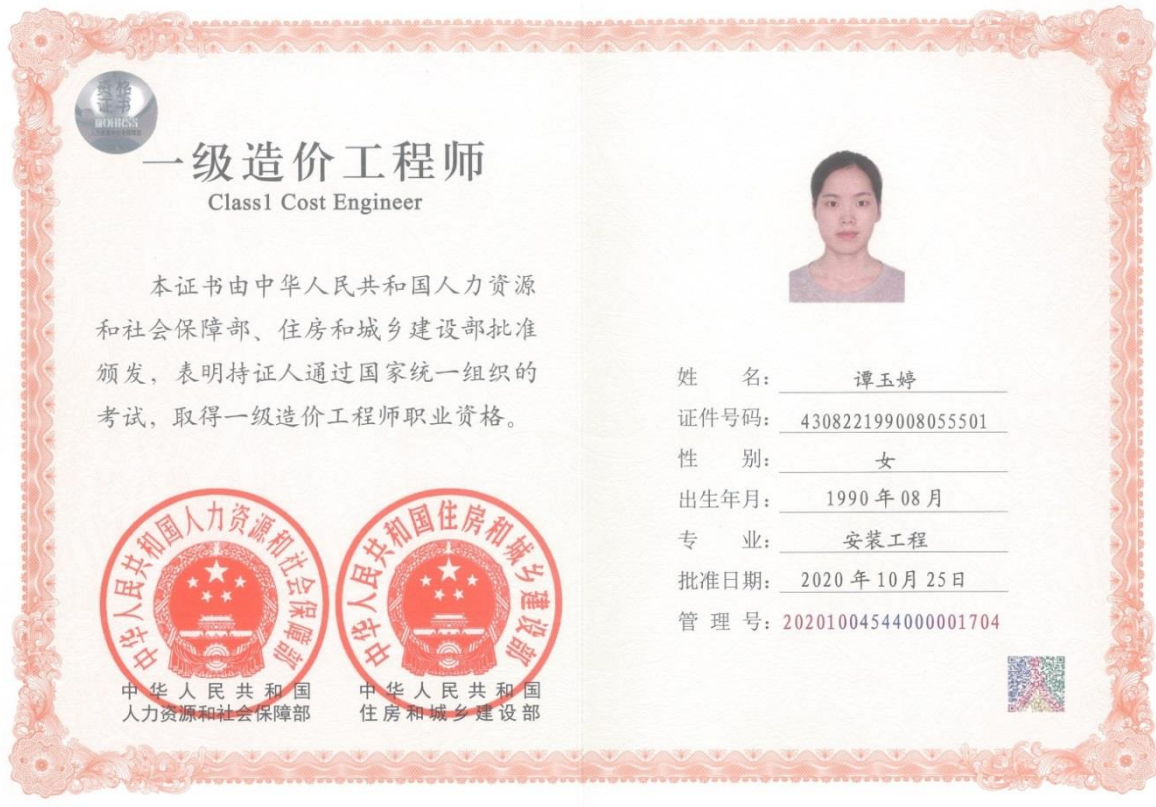 资格
证书
一级造价工程师
Class1 Cost Engineer
本证书由中华人民共和国人力资源
和社会保障部、住房和城乡建设部批准
颁发，表明持证人通过国家统一组织的
考试，取得一级造价工程师职业资格。
中华人民共和国人力资源和社会保障部
中华人民共和国住房和城乡建设部
中华人民共和国
人力资源和社会保障部
中华人民共和国
住房和城乡建设部
姓 名：谭玉婷
证件号码：430822199008055501
性 别：女
出生年月：1990年08月
专 业：安装工程
批准日期：2020年10月25日
管 理 号：20201004544000001704